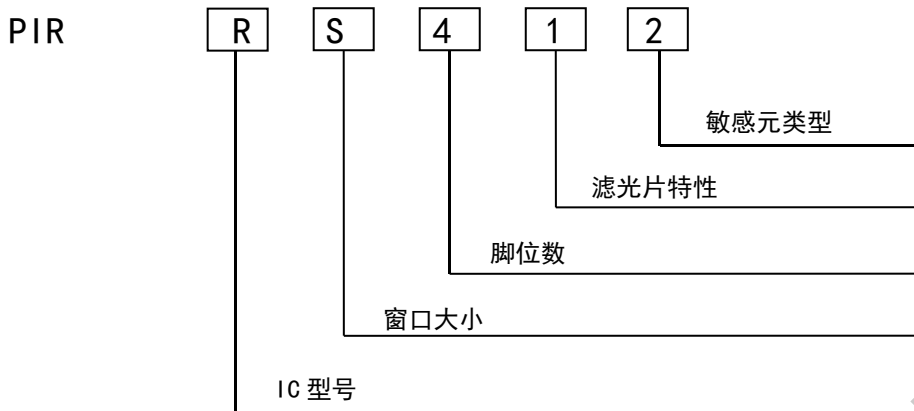 PIR R S 4 1 2
敏感元类型
滤光片特性
脚位数
窗口大小
IC 型号